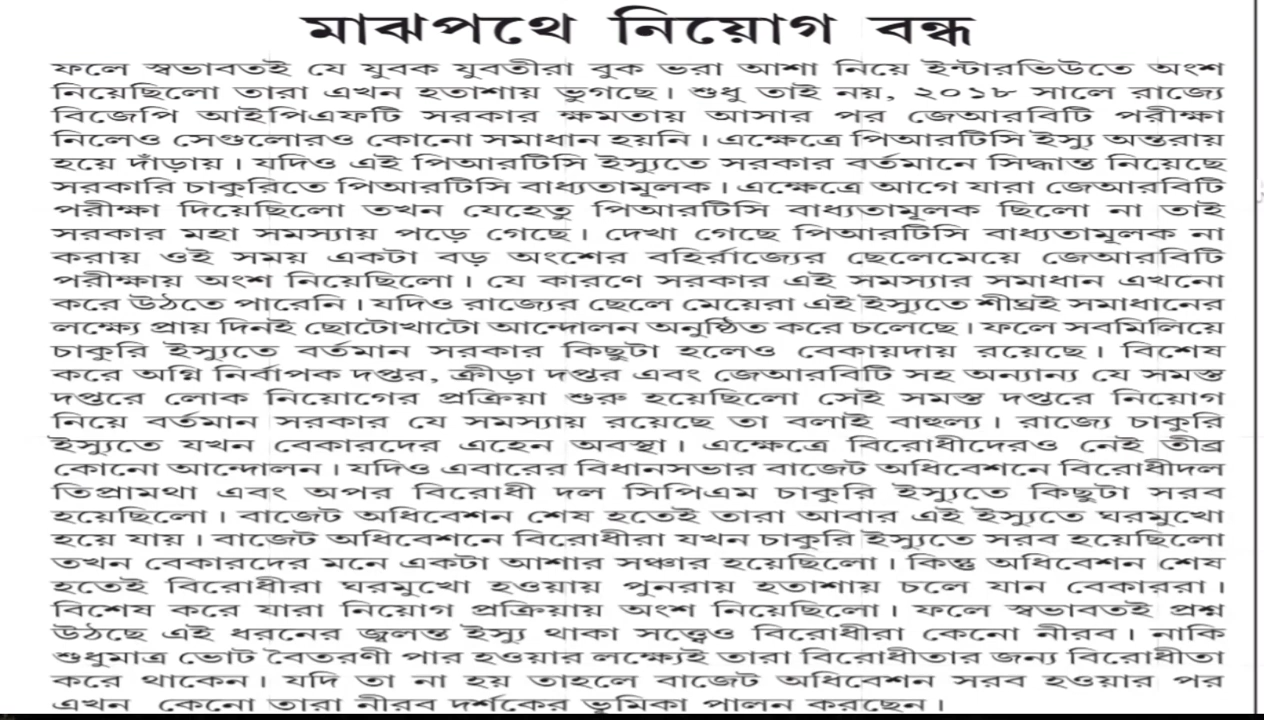 মাঝপথে নিয়োগ বন্ধ
ফলে স্বভাবতই যে যুবক যুবতীরা বুক ভরা আশা নিয়ে ইন্টারভিউতে অংশ
নিয়েছিলো তারা এখন হতাশায় ভুগছে। শুধু তাই নয়, ২০১৮ সালে রাজ্যে
বিজেপি আইপিএফটি সরকার ক্ষমতায় আসার পর জেআরবিটি পরীক্ষা
নিলেও সেগুলোরও কোনো সমাধান হয়নি। এক্ষেত্রে পিআরটিসি ইস্যু অন্তরায়
হয়ে দাঁড়ায়। যদিও এই পিআরটিসি ইস্যুতে সরকার বর্তমানে সিদ্ধান্ত নিয়েছে
সরকারি চাকুরিতে পিআরটিসি বাধ্যতামূলক। এক্ষেত্রে আগে যারা জেআরবিটি
পরীক্ষা দিয়েছিলো তখন যেহেতু পিআরটিসি বাধ্যতামূলক ছিলো না তাই
সরকার মহা সমস্যায় পড়ে গেছে। দেখা গেছে পিআরটিসি বাধ্যতামূলক না
করায় ওই সময় একটা বড় অংশের বহির্রাজ্যের ছেলেমেয়ে জেআরবিটি
পরীক্ষায় অংশ নিয়েছিলো। যে কারণে সরকার এই সমস্যার সমাধান এখনো
করে উঠতে পারেনি। যদিও রাজ্যের ছেলে মেয়েরা এই ইস্যুতে শীঘ্রই সমাধানের
লক্ষ্যে প্রায় দিনই ছোটোখাটো আন্দোলন অনুষ্ঠিত করে চলেছে। ফলে সবমিলিয়ে
চাকুরি ইস্যুতে বর্তমান সরকার কিছুটা হলেও বেকায়দায় রয়েছে। বিশেষ
করে অগ্নি নির্বাপক দপ্তর, ক্রীড়া দপ্তর এবং জেআরবিটি সহ অন্যান্য যে সমস্ত
দপ্তরে লোক নিয়োগের প্রক্রিয়া শুরু হয়েছিলো সেই সমস্ত দপ্তরে নিয়োগ
নিয়ে বর্তমান সরকার যে সমস্যায় রয়েছে তা বলাই বাহুল্য। রাজ্যে চাকুরি
ইস্যুতে যখন বেকারদের এহেন অবস্থা। এক্ষেত্রে বিরোধীদেরও নেই তীব্র
কোনো আন্দোলন। যদিও এবারের বিধানসভার বাজেট অধিবেশনে বিরোধীদল
তিপ্রামথা এবং অপর বিরোধী দল সিপিএম চাকুরি ইস্যুতে কিছুটা সরব
হয়েছিলো। বাজেট অধিবেশন শেষ হতেই তারা আবার এই ইস্যুতে ঘরমুখো
হয়ে যায়। বাজেট অধিবেশনে বিরোধীরা যখন চাকুরি ইস্যুতে সরব হয়েছিলো
তখন বেকারদের মনে একটা আশার সঞ্চার হয়েছিলো। কিন্তু অধিবেশন শেষ
হতেই বিরোধীরা ঘরমুখো হওয়ায় পুনরায় হতাশায় চলে যান বেকাররা।
বিশেষ করে যারা নিয়োগ প্রক্রিয়ায় অংশ নিয়েছিলো। ফলে স্বভাবতই প্রশ্ন
উঠছে এই ধরনের জ্বলন্ত ইস্যু থাকা সত্ত্বেও বিরোধীরা কেনো নীরব। নাকি
শুধুমাত্র ভোট বৈতরণী পার হওয়ার লক্ষ্যেই তারা বিরোধীতার জন্য বিরোধীতা
করে থাকেন। যদি তা না হয় তাহলে বাজেট অধিবেশন সরব হওয়ার পর
এখন কেনো তারা নীরব দর্শকের ভূমিকা পালন করছেন।